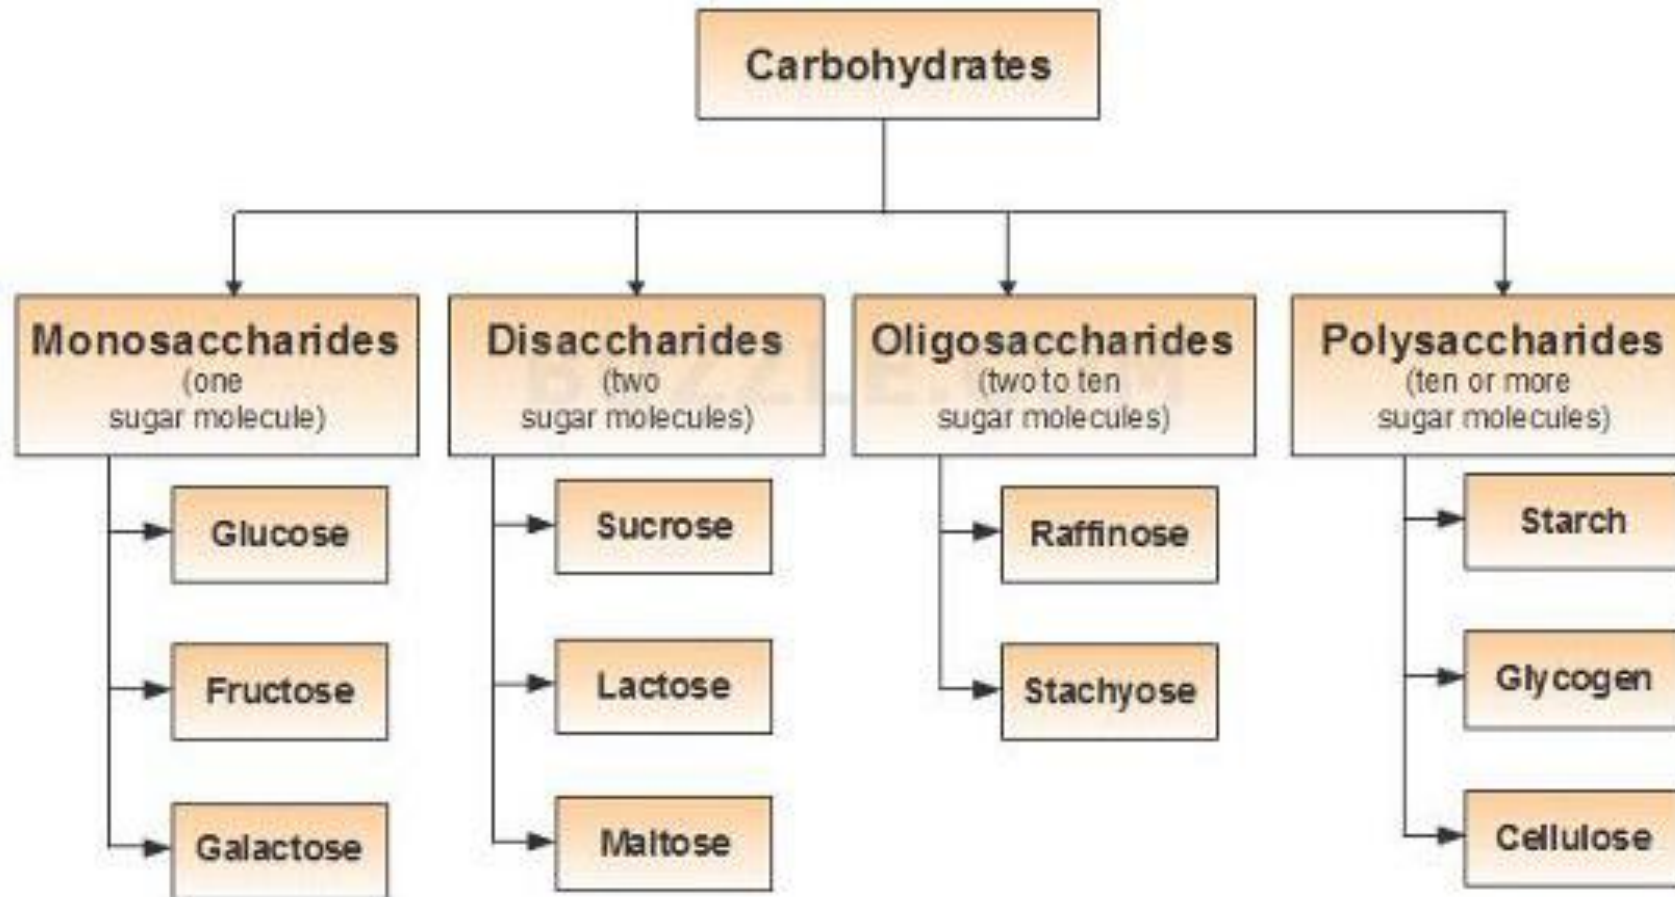 Carbohydrates
Monosaccharides
(one
sugar molecule)
Glucose
Fructose
Galactose
Disaccharides
(two
sugar molecules)
Sucrose
Lactose
Maltose
Oligosaccharides
(two to ten
sugar molecules)
Raffinose
Stachyose
Polysaccharides
(ten or more
sugar molecules)
Starch
Glycogen
Cellulose